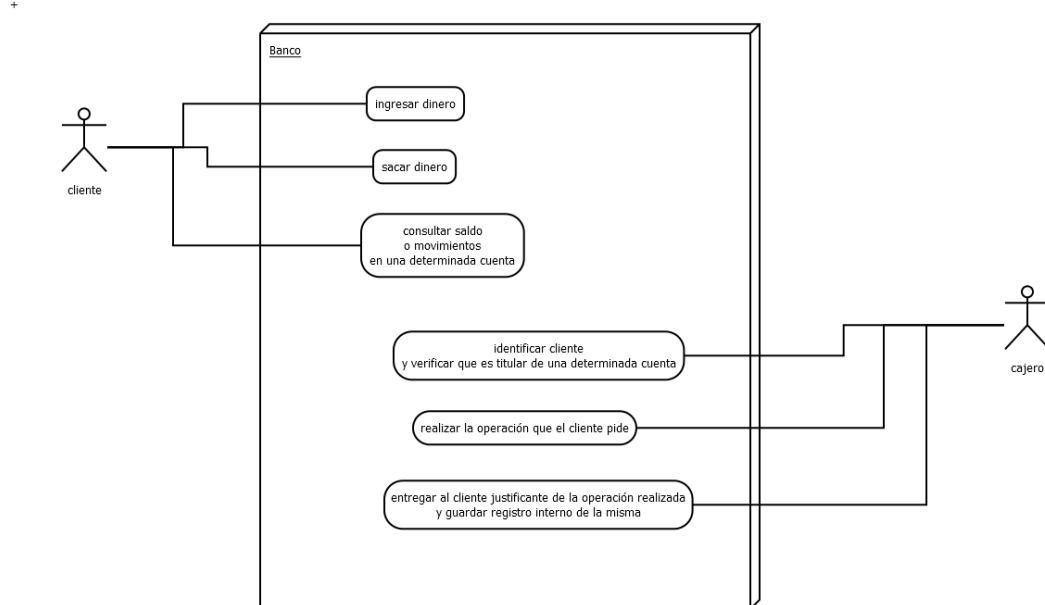 +
Banco
ingresar dinero
sacar dinero
cliente
consultar saldo
o movimientos
en una determinada cuenta
identificar cliente
y verificar que es titular de una determinada cuenta
cajero
realizar la operación que el cliente pide
entregar al cliente justificante de la operación realizada
y guardar registro interno de la misma